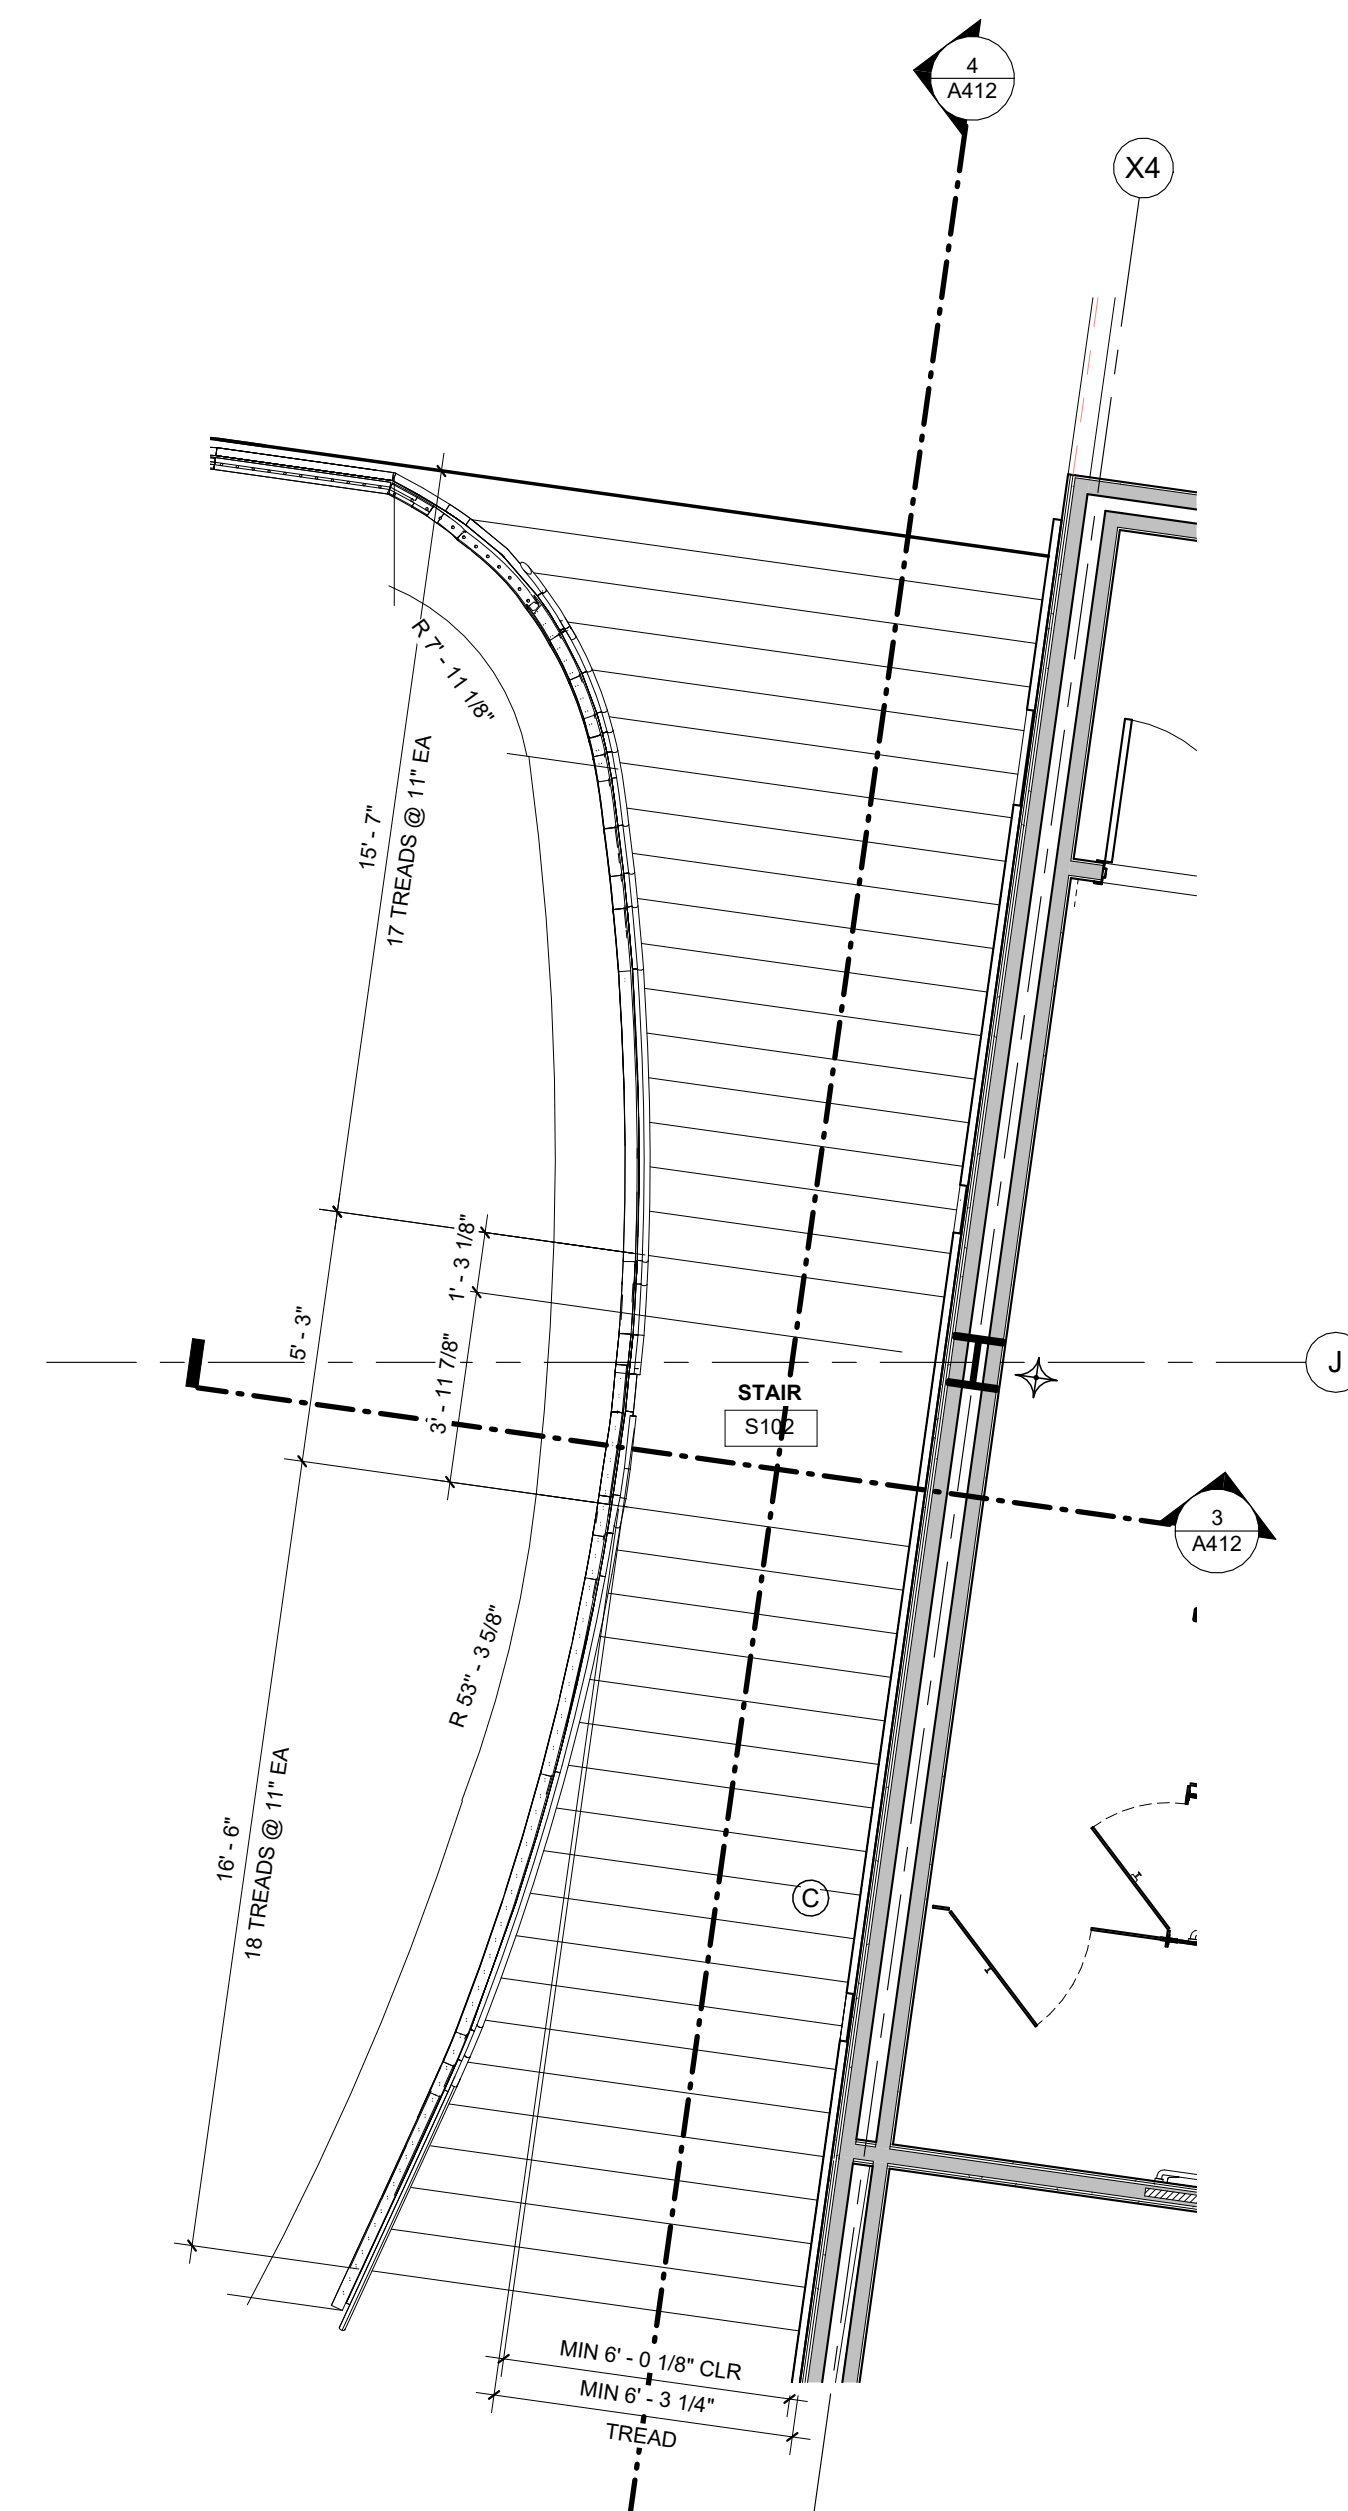 4
A412
X4
R 7' - 11 1/8"
15' - 7"
17 TREADS @ 11" EA
1' - 3 1/8"
5' - 3"
3' - 11 7/8"
J
STAIR
S102
3
A412
R 53" - 3 5/8"
16' - 6"
18 TREADS @ 11" EA
C
MIN 6' - 0 1/8" CLR
MIN 6' - 3 1/4"
TREAD